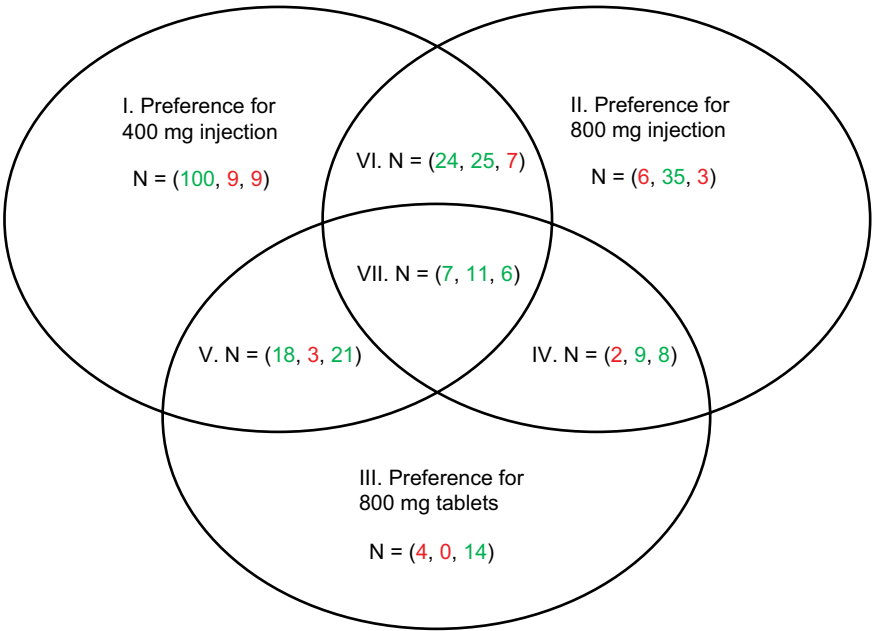 I. Preference for
400 mg injection
N = (100, 9, 9)
II. Preference for
800 mg injection
N = (6, 35, 3)
VI. N = (24, 25, 7)
VII. N = (7, 11, 6)
V. N = (18, 3, 21)
IV. N = (2, 9, 8)
III. Preference for
800 mg tablets
N = (4, 0, 14)